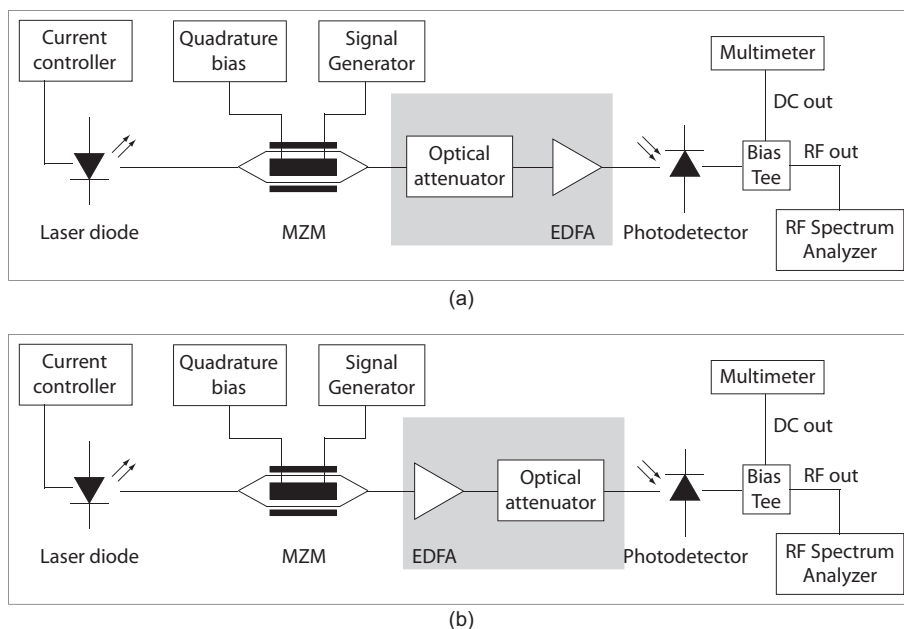 Current
controller
Quadrature
bias
Signal
Generator
Multimeter
DC out
Optical
attenuator
Bias
Tee
RF out
Laser diode
MZM
EDFA
Photodetector
RF Spectrum
Analyzer
(a)
Current
controller
Quadrature
bias
Signal
Generator
Multimeter
DC out
Optical
attenuator
Bias
Tee
RF out
Laser diode
MZM
EDFA
Photodetector
RF Spectrum
Analyzer
(b)